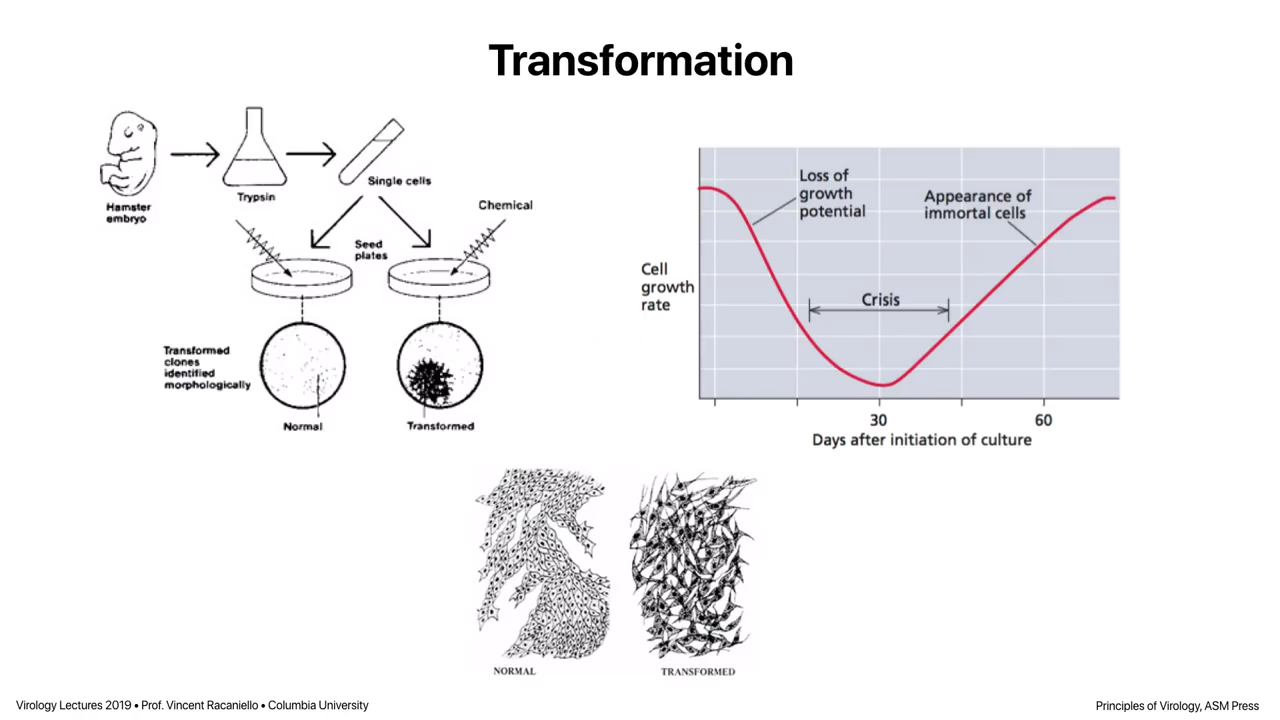 Transformation
Hamster
embryo
Trypsin
Single cells
Chemical
Seed
plates
Transformed
clones
identified
morphologically
Normal
Transformed
Loss of
growth
potential
Appearance of
immortal cells
Cell
growth
rate
Crisis
30
60
Days after initiation of culture
NORMAL
TRANSFORMED
Virology Lectures 2019 • Prof. Vincent Racaniello • Columbia University
Principles of Virology, ASM Press